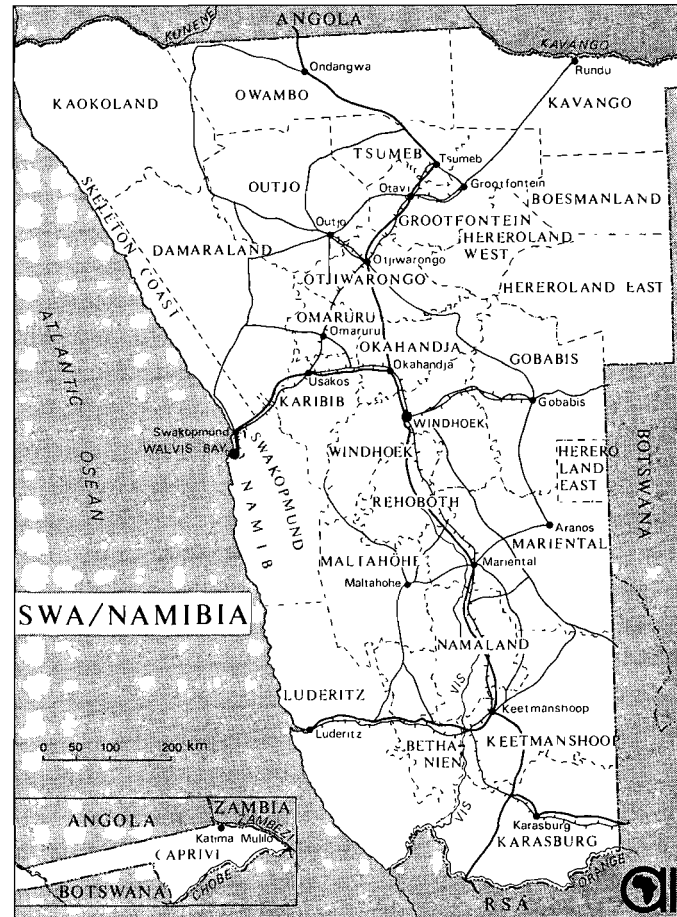 ANGOLA
KUNENE
KAVANGO
Ondangwa
Rundu
OWAMBO
KAOKOLAND
KAVANGO
TSUMEB
Tsumeb
OUTJO
Otavi
Grootfontein
BOESMANLAND
SKELETON COAST
Outjo
GROOTFONTEIN
DAMARALAND
HEREROLAND
WEST
Otjiwarongo
OTJIWARONGO
HEREROLAND EAST
OMARURU
Omaruru
ATLANTIC
OSEAN
OKAHANDJA
GOBABIS
Okahandja
Usakos
KARIBIB
Gobabis
Swakopmund
WALVIS BAY
SWAKOPMUND
NAMIB
WINDHOEK
WINDHOEK
HERERO
LAND
EAST
BOTSWANA
REHOBOTH
Aranos
MARIENTAL
MALTAHOHE
Mariental
Maltahohe
SWA/NAMIBIA
NAMALAND
VIS
LUDERITZ
Keetmanshoop
Luderitz
BETHA-
NIEN
KEETMANSHOOP
0 50 100 200 km
VIS
Karasburg
KARASBURG
ORANGE
RSA
ANGOLA
ZAMBIA
ZAMBEZI
Katima Mulilo
CAPRIVI
CHOBE
BOTSWANA